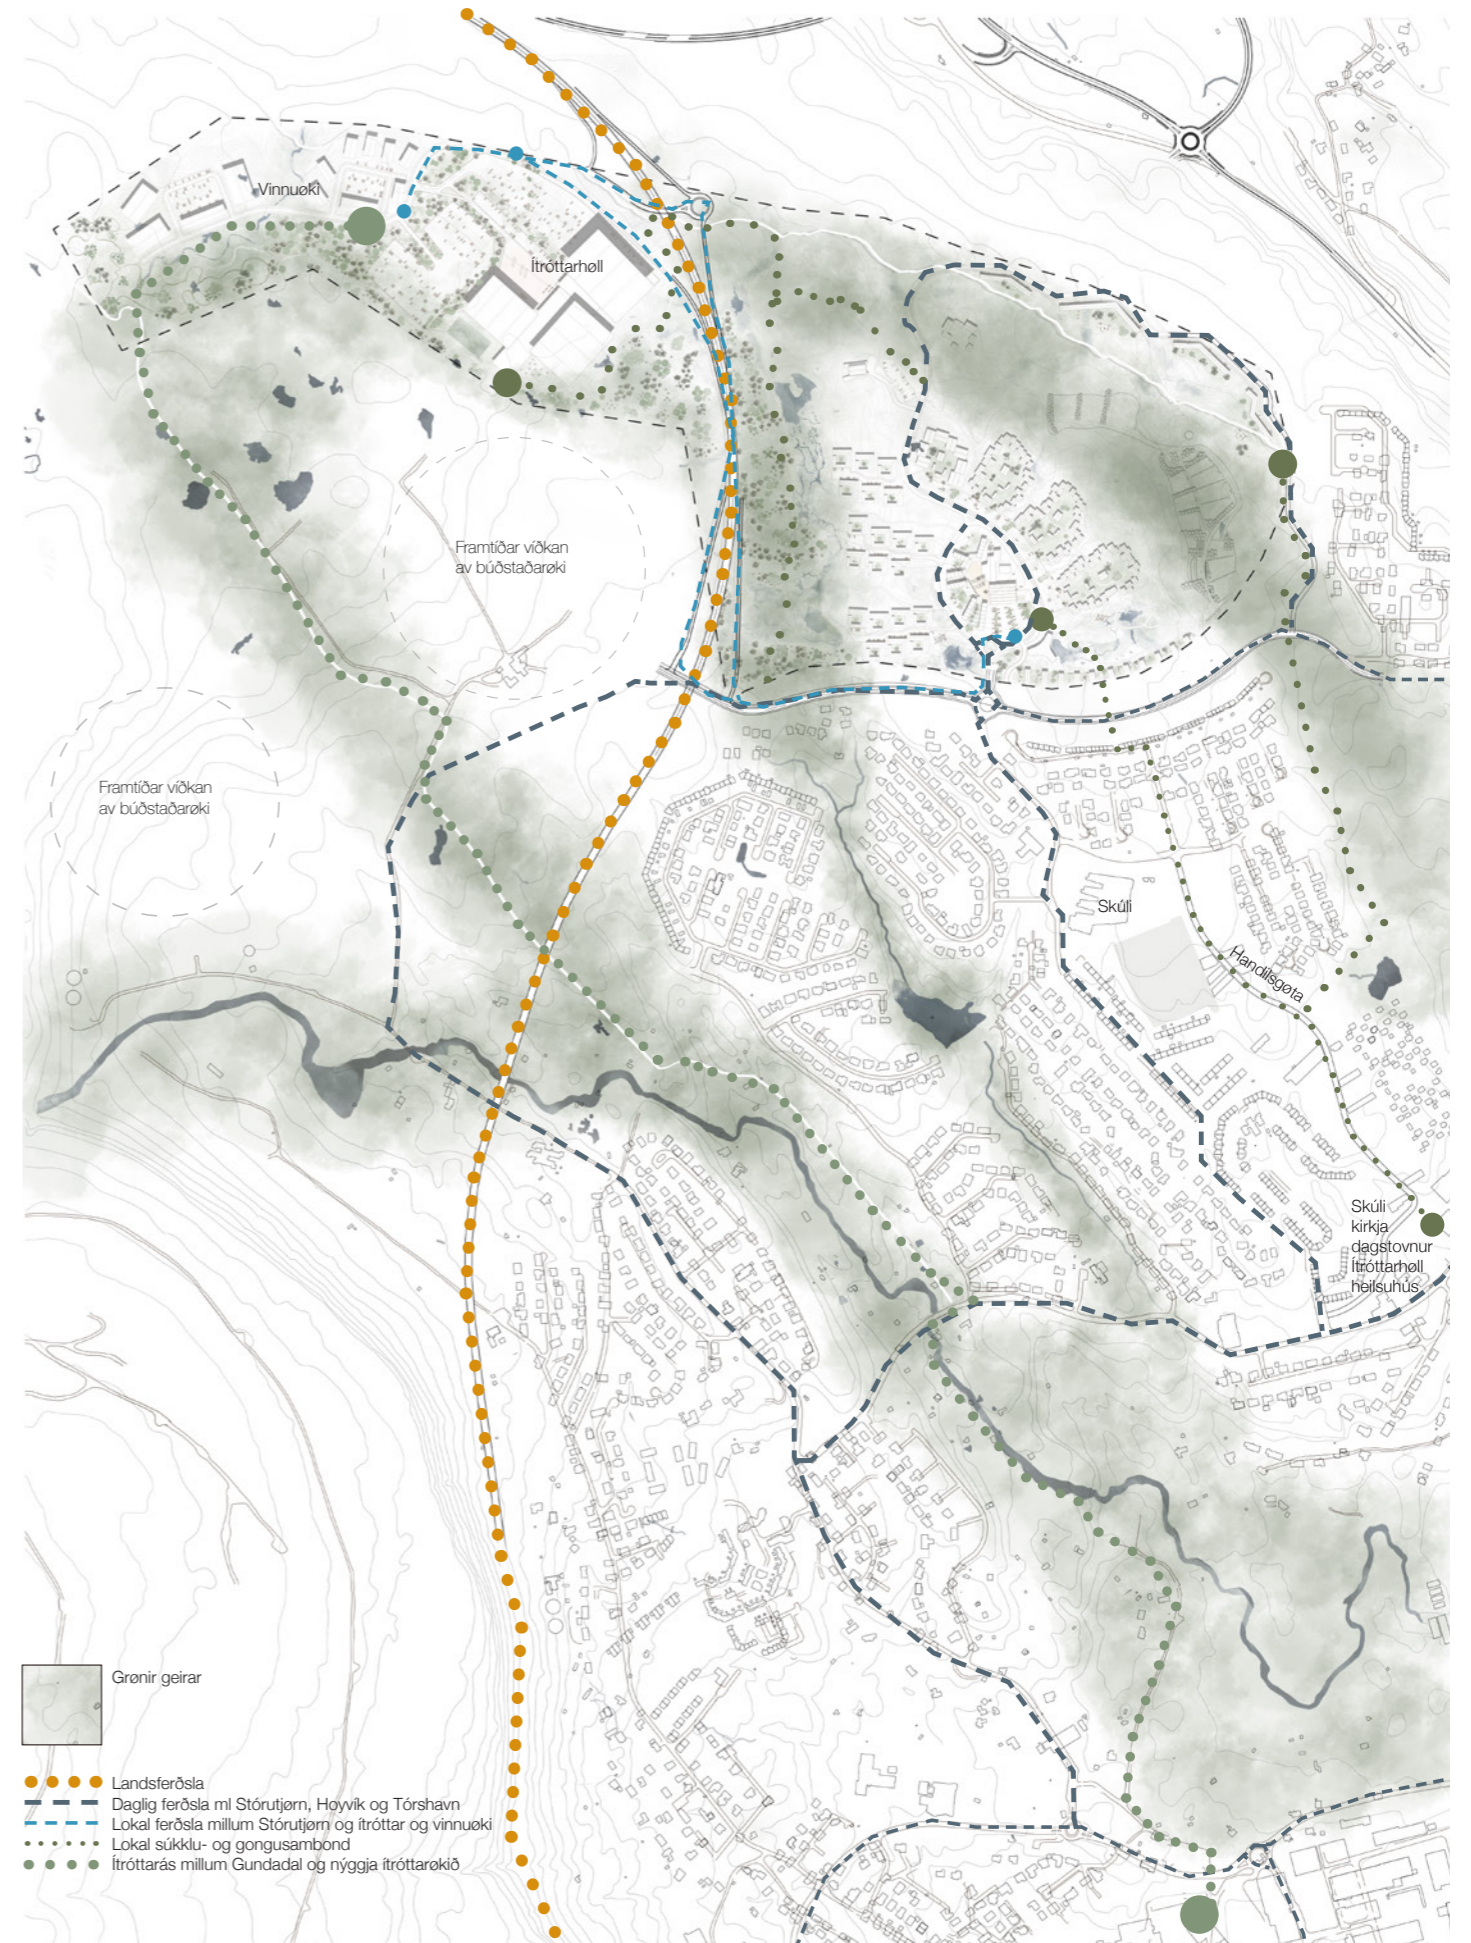 Vinnuøki
Ítróttarhøll
Framtíðar víðkan
av búðstaðarøki
Framtíðar víðkan
av búðstaðarøki
Skúli
Handilsgøta
Skúli
kirkja
dagstovnur
Ítróttarhøll
heilsuhús
Grønir geirar
Landsferðsla
Daglig ferðsla ml Stórutjørn, Hoyvík og Tórshavn
Lokal ferðsla millum Stórutjørn og ítróttar og vinnuøki
Lokal súkklu- og gongusambond
Ítróttarás millum Gundadal og nýggja ítróttarøkið